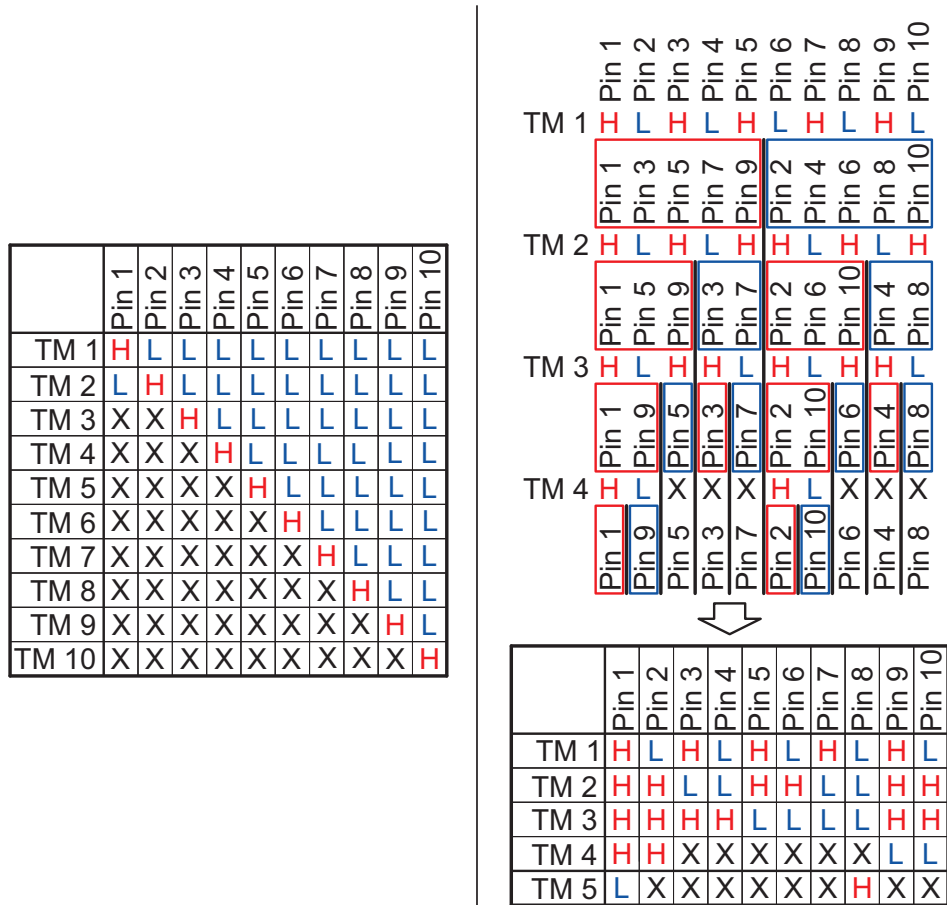 Pin 1 Pin 2 Pin 3 Pin 4 Pin 5 Pin 6 Pin 7 Pin 8 Pin 9 Pin 10
TM 1 H L L L L L L L L L
TM 2 L H L L L L L L L L
TM 3 X X H L L L L L L L
TM 4 X X X H L L L L L L
TM 5 X X X X H L L L L L
TM 6 X X X X X H L L L L
TM 7 X X X X X X H L L L
TM 8 X X X X X X X H L L
TM 9 X X X X X X X X H L
TM 10 X X X X X X X X X H
Pin 1 Pin 2 Pin 3 Pin 4 Pin 5 Pin 6 Pin 7 Pin 8 Pin 9 Pin 10
TM 1 H L H L H L H L H L
Pin 1 Pin 3 Pin 5 Pin 7 Pin 9 Pin 2 Pin 4 Pin 6 Pin 8 Pin 10
TM 2 H L H L H H L H L H
Pin 1 Pin 5 Pin 9 Pin 3 Pin 7 Pin 2 Pin 6 Pin 10 Pin 4 Pin 8
TM 3 H L H H L H L H H L
Pin 1 Pin 9 Pin 5 Pin 3 Pin 7 Pin 2 Pin 10 Pin 6 Pin 4 Pin 8
TM 4 H L X X X H L X X X
Pin 1 Pin 9 Pin 5 Pin 3 Pin 7 Pin 2 Pin 10 Pin 6 Pin 4 Pin 8
Pin 1 Pin 2 Pin 3 Pin 4 Pin 5 Pin 6 Pin 7 Pin 8 Pin 9 Pin 10
TM 1 H L H L H L H L H L
TM 2 H H L L H H L L H H
TM 3 H H H H L L L L H H
TM 4 H H X X X X X X L L
TM 5 L X X X X X X H X X